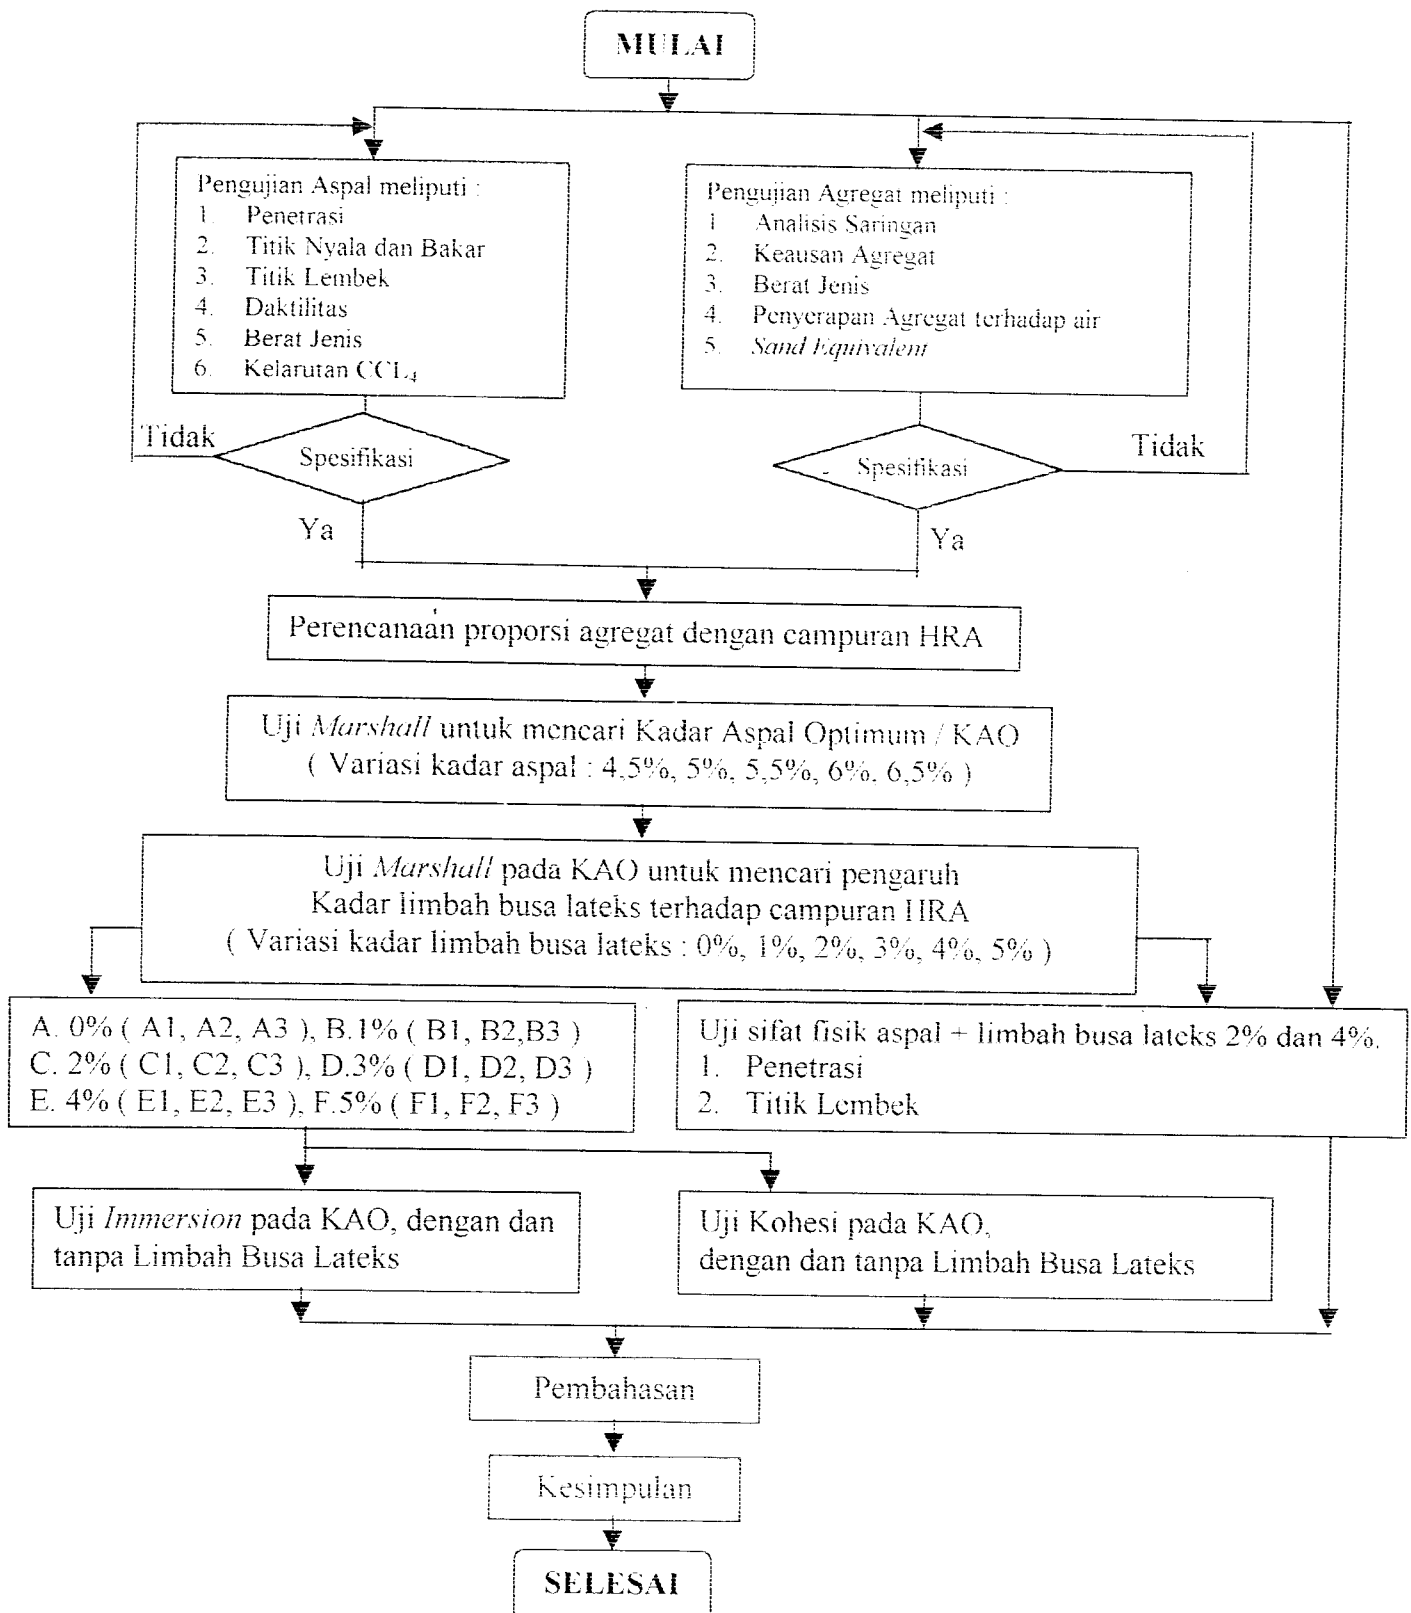 MULAI
Pengujian Aspal meliputi :
1. Penetrasi
2. Titik Nyala dan Bakar
3. Titik Lembek
4. Daktilitas
5. Berat Jenis
6. Kelarutan CCL₄
Pengujian Agregat meliputi :
1 Analisis Saringan
2. Keausan Agregat
3. Berat Jenis
4. Penyerapan Agregat terhadap air
5. Sand Equivalent
Tidak
Spesifikasi
Ya
Spesifikasi
Tidak
Ya
Perencanaan proporsi agregat dengan campuran HRA
Uji Marshall untuk mencari Kadar Aspal Optimum / KAO
( Variasi kadar aspal : 4,5%, 5%, 5,5%, 6%, 6,5% )
Uji Marshall pada KAO untuk mencari pengaruh
Kadar limbah busa lateks terhadap campuran HRA
( Variasi kadar limbah busa lateks : 0%, 1%, 2%, 3%, 4%, 5% )
A. 0% ( A1, A2, A3 ), B.1% ( B1, B2,B3 )
C. 2% ( C1, C2, C3 ), D.3% ( D1, D2, D3 )
E. 4% ( E1, E2, E3 ), F.5% ( F1, F2, F3 )
Uji sifat fisik aspal + limbah busa lateks 2% dan 4%.
1. Penetrasi
2. Titik Lembek
Uji Immersion pada KAO, dengan dan
tanpa Limbah Busa Lateks
Uji Kohesi pada KAO,
dengan dan tanpa Limbah Busa Lateks
Pembahasan
Kesimpulan
SELESAI